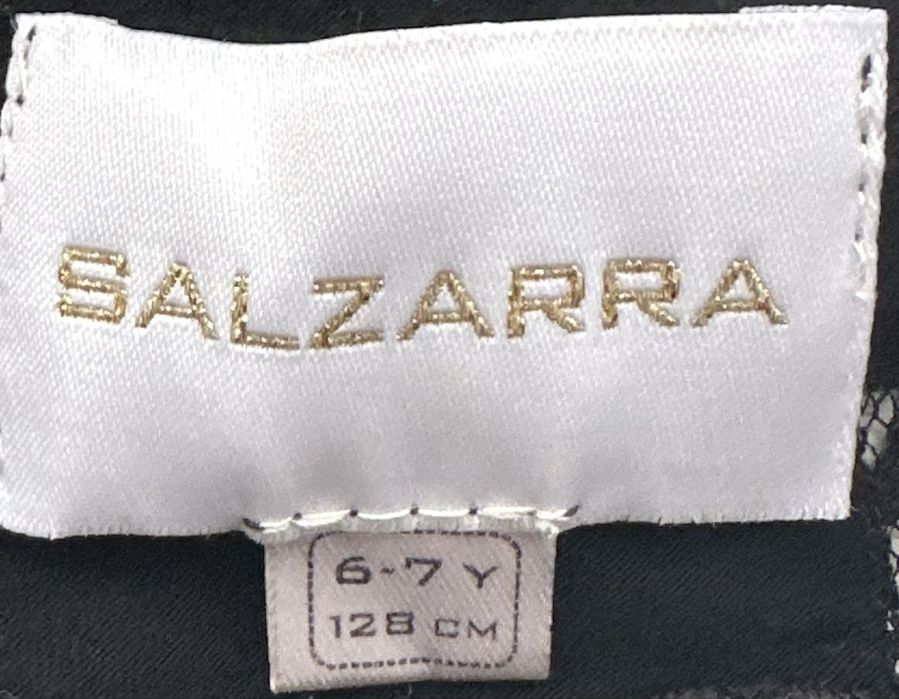 SALZARRA
6-7 Y
128 CM